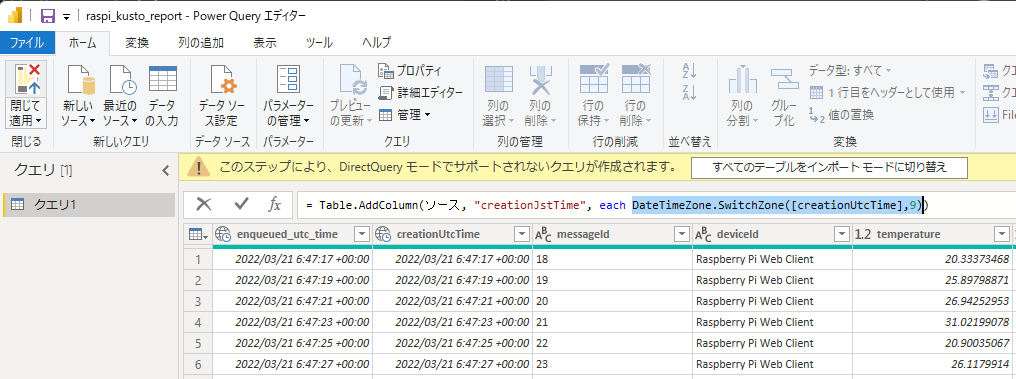 raspi_kusto_report - Power Query エディター
ファイル ホーム 変換 列の追加 表示 ツール ヘルプ
閉じて適用 新しいソース 最近のソース データの入力 データ ソース設定 パラメーターの管理 プレビューの更新 プロパティ 詳細エディター 管理 列の選択 列の削除 行の保持 行の削除 列の分割 グループ化 データ型: すべて 1 行目をヘッダーとして使用 1→2 値の置換 クエ クエ File
閉じる 新しいクエリ データ ソース パラメーター クエリ 列の管理 行の削減 並べ替え 変換
クエリ [1]
このステップにより、DirectQuery モードでサポートされないクエリが作成されます。 すべてのテーブルをインポート モードに切り替え
クエリ1
= Table.AddColumn(ソース, "creationJstTime", each DateTimeZone.SwitchZone([creationUtcTime],9))
enqueued_utc_time creationUtcTime ABC messageId ABC deviceId 1.2 temperature
1 2022/03/21 6:47:17 +00:00 2022/03/21 6:47:17 +00:00 18 Raspberry Pi Web Client 20.33373468
2 2022/03/21 6:47:19 +00:00 2022/03/21 6:47:19 +00:00 19 Raspberry Pi Web Client 25.89798871
3 2022/03/21 6:47:21 +00:00 2022/03/21 6:47:21 +00:00 20 Raspberry Pi Web Client 26.94252953
4 2022/03/21 6:47:23 +00:00 2022/03/21 6:47:23 +00:00 21 Raspberry Pi Web Client 31.02199078
5 2022/03/21 6:47:25 +00:00 2022/03/21 6:47:25 +00:00 22 Raspberry Pi Web Client 20.90035067
6 2022/03/21 6:47:27 +00:00 2022/03/21 6:47:27 +00:00 23 Raspberry Pi Web Client 26.1179914